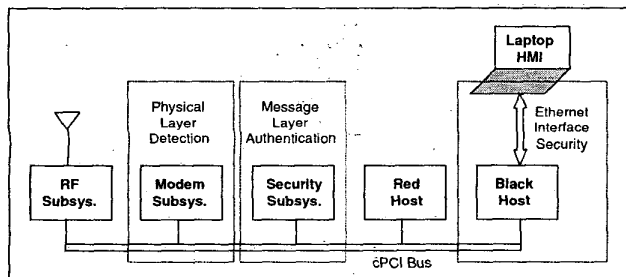 Laptop
HMI
Physical
Layer
Detection
Message
Layer
Authentication
Ethernet
Interface
Security
RF
Subsys.
Modem
Subsys.
Security
Subsys.
Red
Host
Black
Host
cPCI Bus